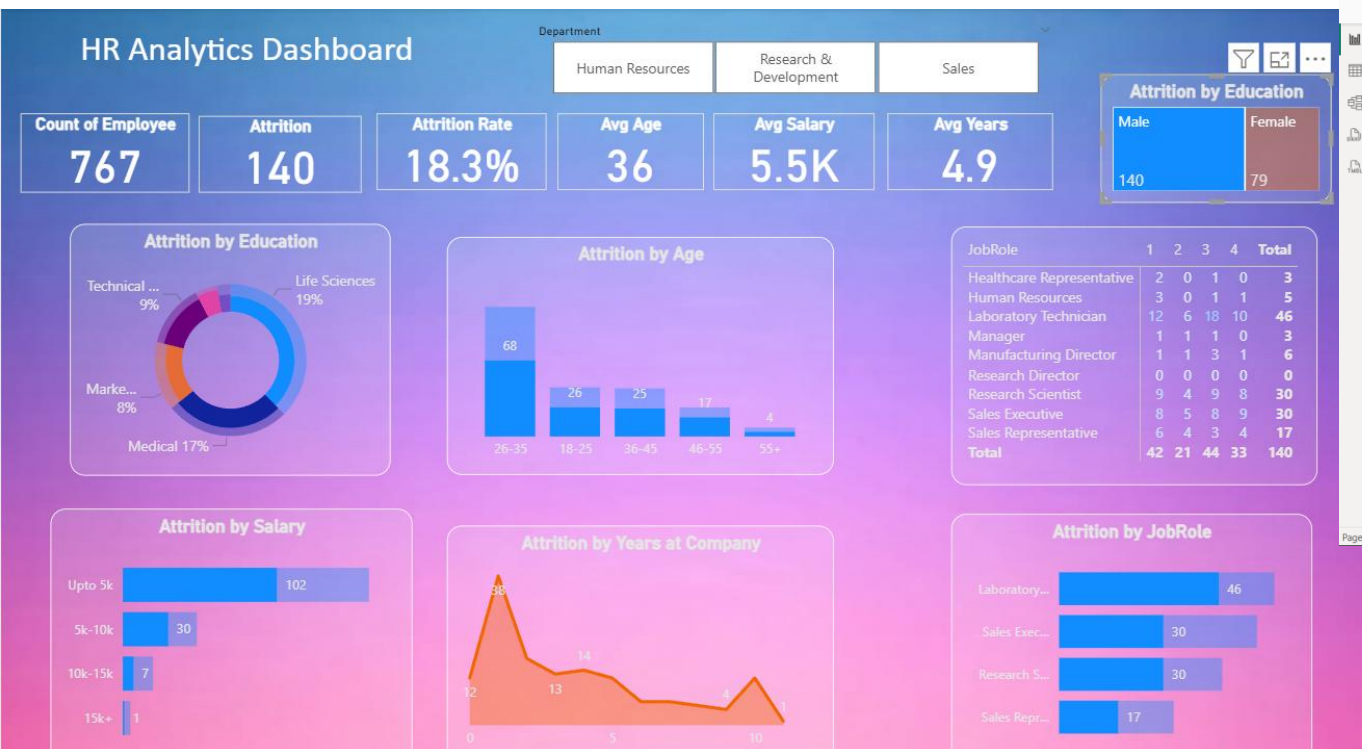 HR Analytics Dashboard
Department
Human Resources
Research &
Development
Sales
Count of Employee
767
Attrition
140
Attrition Rate
18.3%
Avg Age
36
Avg Salary
5.5K
Avg Years
4.9
Attrition by Education
Male
Female
140
79
Attrition by Education
Technical ...
9%
Life Sciences
19%
Marke...
8%
Medical 17%
Attrition by Age
68
26
25
17
4
26-35 18-25 36-45 46-55 55+
JobRole 1 2 3 4 Total
Healthcare Representative 2 0 1 0 3
Human Resources 3 0 1 1 5
Laboratory Technician 12 6 18 10 46
Manager 1 1 1 0 3
Manufacturing Director 1 1 3 1 6
Research Director 0 0 0 0 0
Research Scientist 9 4 9 8 30
Sales Executive 8 5 8 9 30
Sales Representative 6 4 3 4 17
Total 42 21 44 33 140
Attrition by Salary
Upto 5k 102
5k-10k 30
10k-15k 7
15k+ 1
Attrition by Years at Company
38
14
12
13
4
1
0 5 10
Attrition by JobRole
Laboratory... 46
Sales Exec... 30
Research S... 30
Sales Repr... 17
Page